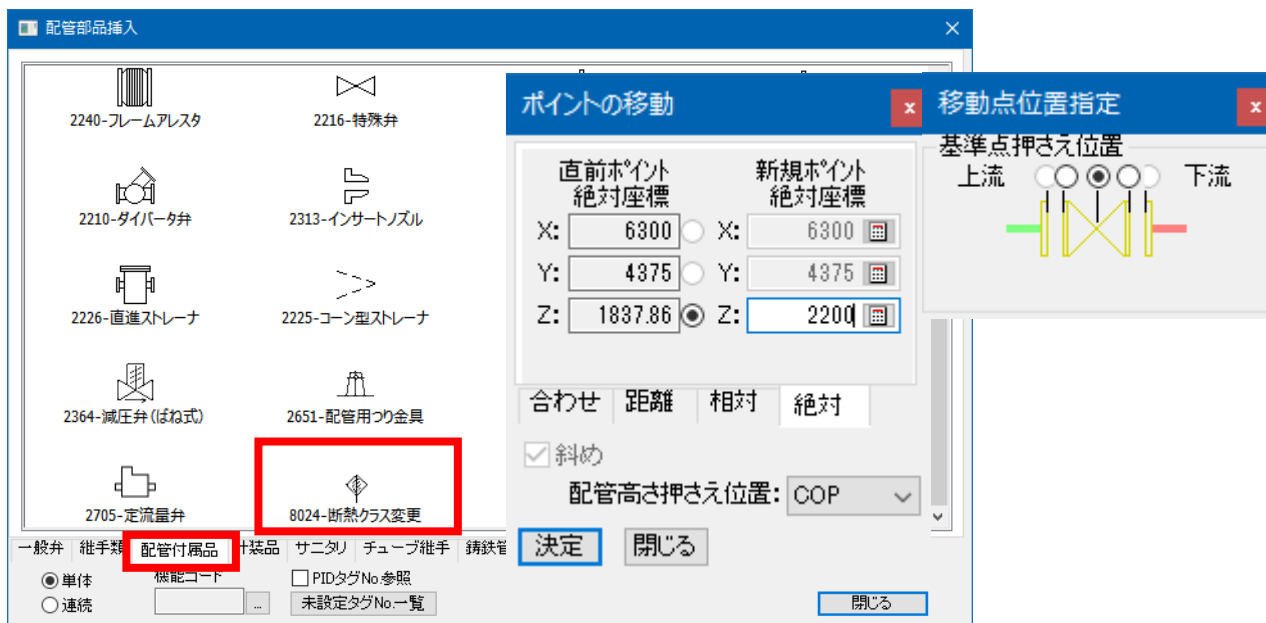 配管部品挿入
2240-フレームアレスタ
2216-特殊弁
2210-ダイバータ弁
2313-インサートノズル
2226-直進ストレーナ
2225-コーン型ストレーナ
2364-減圧弁(ばね式)
2651-配管用つり金具
2705-定流量弁
8024-断熱クラス変更
一般弁 継手類 配管付属品 計装品 サニタリ チューブ継手 鋳鉄管
単体
連続
機能コード
...
PIDタグNo.参照
未設定タグNo.一覧
閉じる
ポイントの移動
直前ポイント 新規ポイント
絶対座標 絶対座標
X: 6300 X: 6300
Y: 4375 Y: 4375
Z: 1837.86 Z: 2200
合わせ 距離 相対 絶対
斜め
配管高さ押さえ位置: COP
決定 閉じる
移動点位置指定
基準点押さえ位置
上流 下流